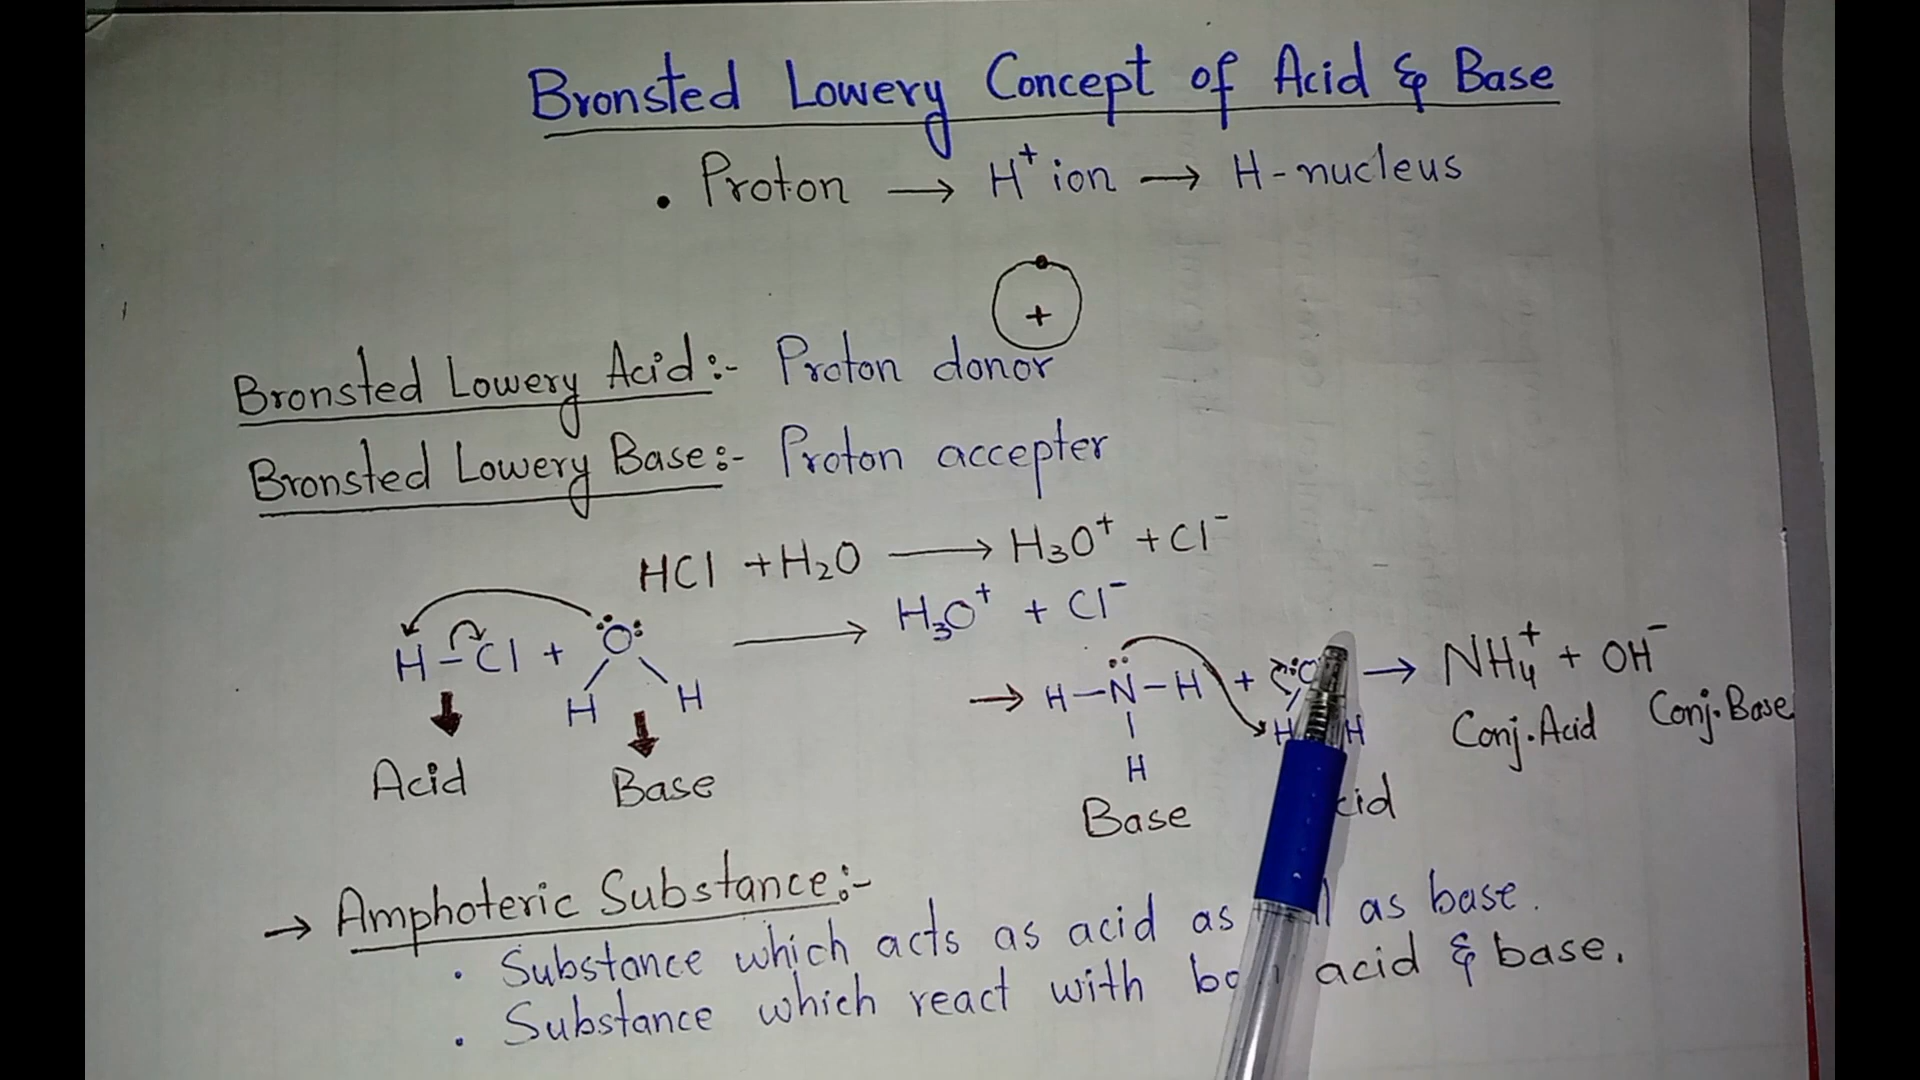 Bronsted Lowery Concept of Acid & Base
. Proton → H⁺ ion → H-nucleus
+
Bronsted Lowery Acid:- Proton donor
Bronsted Lowery Base:- Proton accepter
HCl + H₂O → H₃O⁺ + Cl⁻
H-Cl + O → H₃O⁺ + Cl⁻
H H
Acid Base
→ H-N-H + → NH₄⁺ + OH⁻
H H
H
Conj.Acid Conj.Base
Base
→ Amphoteric Substance:-
. Substance which acts as acid as as base.
. Substance which react with acid & base.